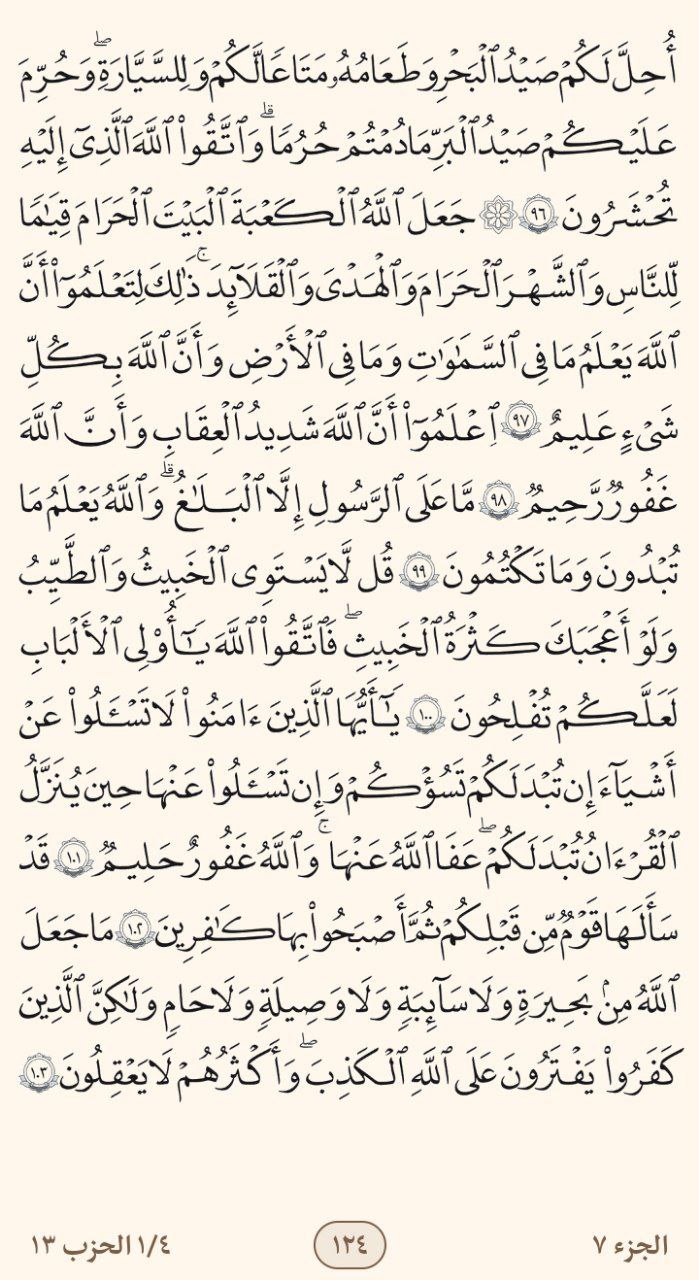 أُحِلَّ لَكُمْ صَيْدُ ٱلْبَحْرِ وَطَعَامُهُۥ مَتَٰعًا لَّكُمْ وَلِلسَّيَّارَةِ ۖ وَحُرِّمَ
عَلَيْكُمْ صَيْدُ ٱلْبَرِّ مَا دُمْتُمْ حُرُمًا ۗ وَٱتَّقُوا۟ ٱللَّهَ ٱلَّذِىٓ إِلَيْهِ
تُحْشَرُونَ ٩٦ ۞ جَعَلَ ٱللَّهُ ٱلْكَعْبَةَ ٱلْبَيْتَ ٱلْحَرَامَ قِيَٰمًا
لِّلنَّاسِ وَٱلشَّهْرَ ٱلْحَرَامَ وَٱلْهَدْىَ وَٱلْقَلَٰٓئِدَ ۚ ذَٰلِكَ لِتَعْلَمُوٓا۟ أَنَّ
ٱللَّهَ يَعْلَمُ مَا فِى ٱلسَّمَٰوَٰتِ وَمَا فِى ٱلْأَرْضِ وَأَنَّ ٱللَّهَ بِكُلِّ
شَىْءٍ عَلِيمٌ ٩٧ ٱعْلَمُوٓا۟ أَنَّ ٱللَّهَ شَدِيدُ ٱلْعِقَابِ وَأَنَّ ٱللَّهَ
غَفُورٌ رَّحِيمٌ ٩٨ مَّا عَلَى ٱلرَّسُولِ إِلَّا ٱلْبَلَٰغُ ۗ وَٱللَّهُ يَعْلَمُ مَا
تُبْدُونَ وَمَا تَكْتُمُونَ ٩٩ قُل لَّا يَسْتَوِى ٱلْخَبِيثُ وَٱلطَّيِّبُ
وَلَوْ أَعْجَبَكَ كَثْرَةُ ٱلْخَبِيثِ ۚ فَٱتَّقُوا۟ ٱللَّهَ يَٰٓأُو۟لِى ٱلْأَلْبَٰبِ
لَعَلَّكُمْ تُفْلِحُونَ ١٠٠ يَٰٓأَيُّهَا ٱلَّذِينَ ءَامَنُوا۟ لَا تَسْـَٔلُوا۟ عَنْ
أَشْيَآءَ إِن تُبْدَ لَكُمْ تَسُؤْكُمْ وَإِن تَسْـَٔلُوا۟ عَنْهَا حِينَ يُنَزَّلُ
ٱلْقُرْءَانُ تُبْدَ لَكُمْ ۖ عَفَا ٱللَّهُ عَنْهَا ۗ وَٱللَّهُ غَفُورٌ حَلِيمٌ ١٠١ قَدْ
سَأَلَهَا قَوْمٌ مِّن قَبْلِكُمْ ثُمَّ أَصْبَحُوا۟ بِهَا كَٰفِرِينَ ١٠٢ مَا جَعَلَ
ٱللَّهُ مِنۢ بَحِيرَةٍ وَلَا سَآئِبَةٍ وَلَا وَصِيلَةٍ وَلَا حَامٍ وَلَٰكِنَّ ٱلَّذِينَ
كَفَرُوا۟ يَفْتَرُونَ عَلَى ٱللَّهِ ٱلْكَذِبَ ۖ وَأَكْثَرُهُمْ لَا يَعْقِلُونَ ١٠٣
الجزء ٧
١٢٤
١/٤ الحزب ١٣